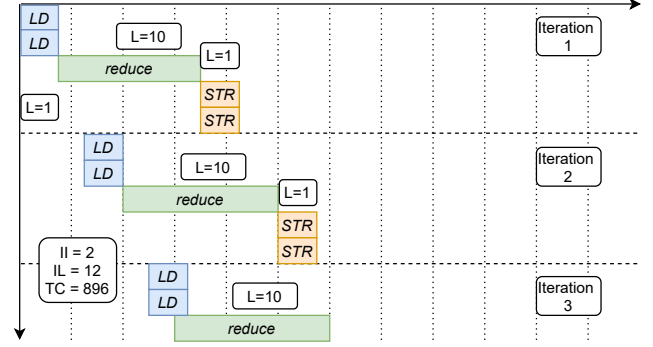 LD
LD
L=10
reduce
L=1
STR
STR
L=1
Iteration
1
LD
LD
L=10
reduce
L=1
STR
STR
Iteration
2
II = 2
IL = 12
TC = 896
LD
LD
L=10
reduce
Iteration
3